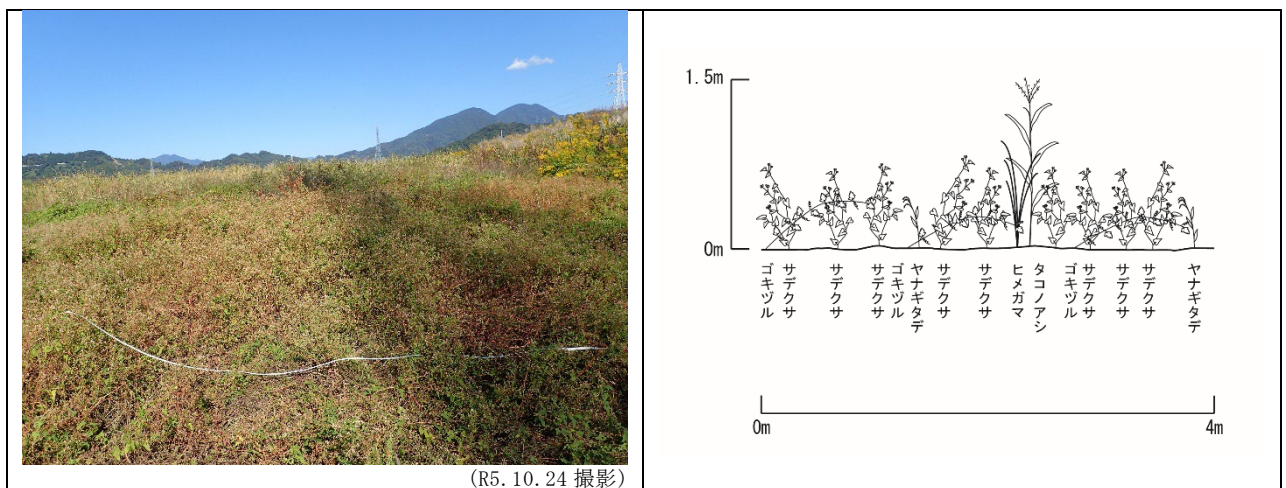 (R5.10.24 撮影)
1.5m
0m
ゴキヅル
サデクサ
サデクサ
サデクサ
ゴキヅル
ヤナギタデ
サデクサ
サデクサ
ヒメガマ
タコノアシ
ゴキヅル
サデクサ
サデクサ
サデクサ
ヤナギタデ
0m
4m